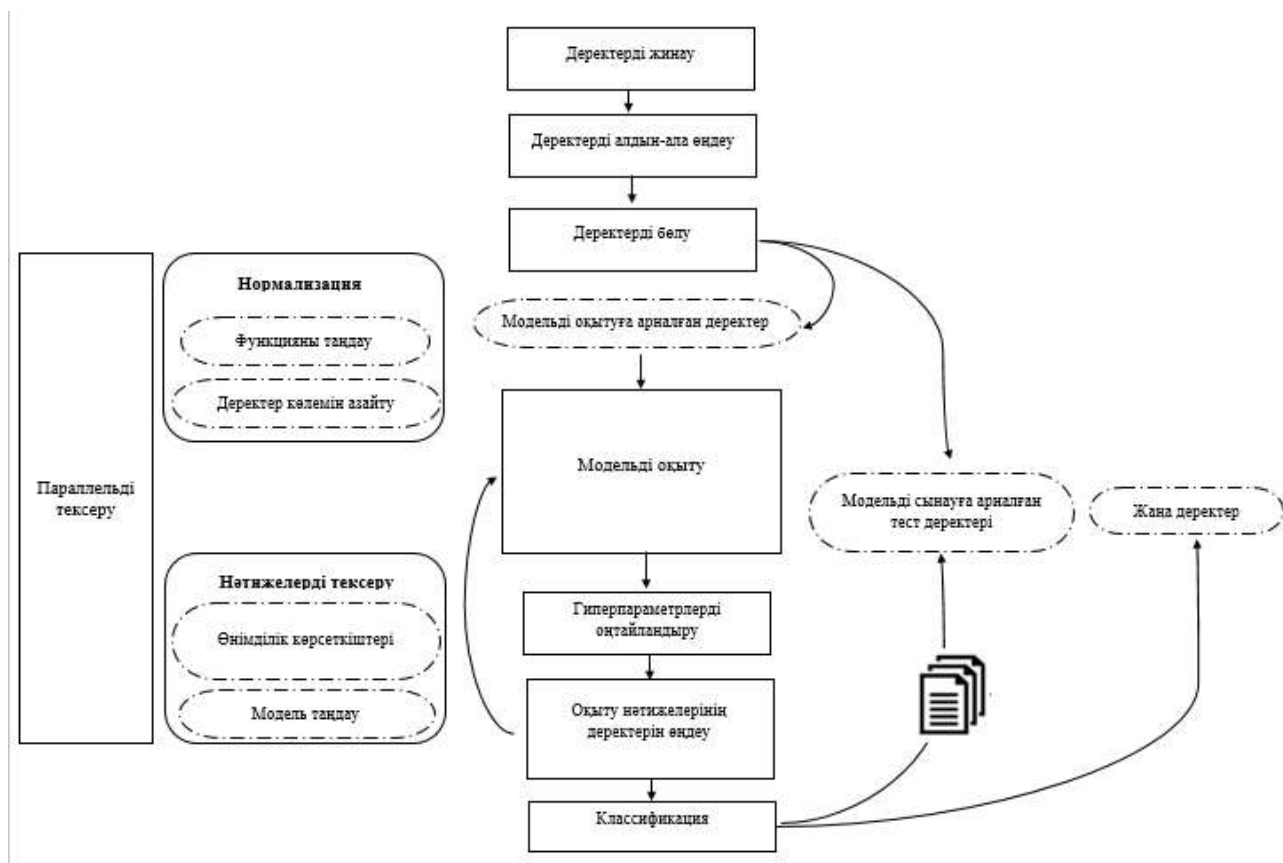 Деректерді жинау
Деректерді алдын-ала өңдеу
Деректерді бөлу
Нормализация
Функцияны таңдау
Деректер көлемін азайту
Модельді оқытуға арналған деректер
Модельді оқыту
Параллельді
тексеру
Модельді сынауға арналған
тест деректері
Жаңа деректер
Нәтижелерді тексеру
Өнімділік көрсеткіштері
Модель таңдау
Гиперпараметрлерді
оңтайландыру
Оқыту нәтижелерінің
деректерін өңдеу
Классификация